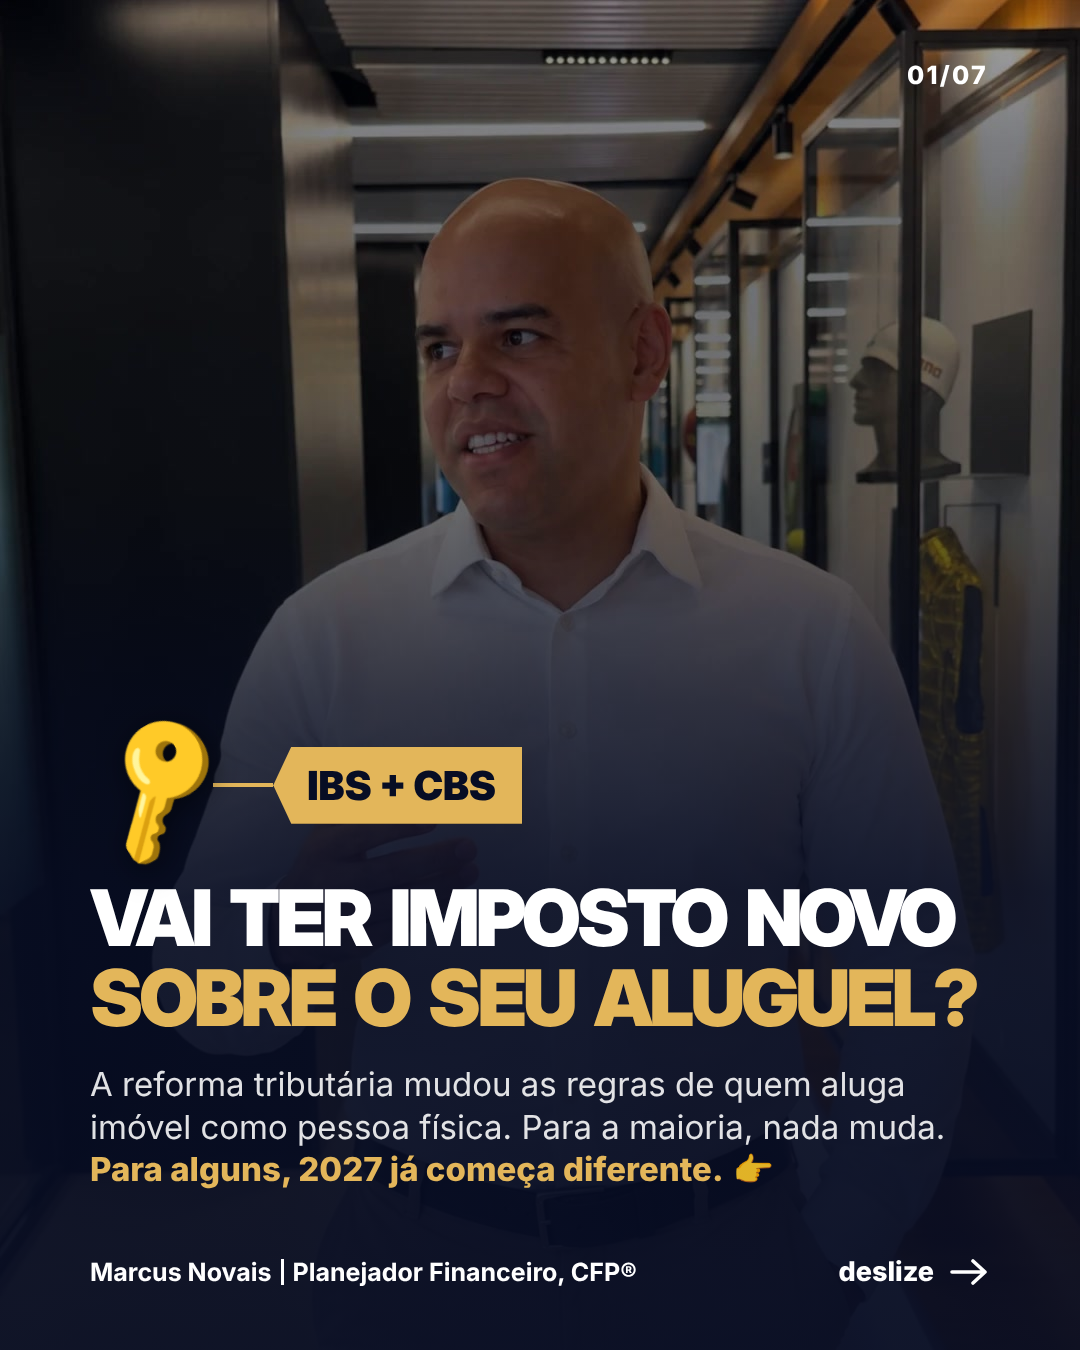 01/07
IBS + CBS
VAI TER IMPOSTO NOVO
SOBRE O SEU ALUGUEL?
A reforma tributária mudou as regras de quem aluga
imóvel como pessoa física. Para a maioria, nada muda.
Para alguns, 2027 já começa diferente. 👉
Marcus Novais | Planejador Financeiro, CFP®
deslize →